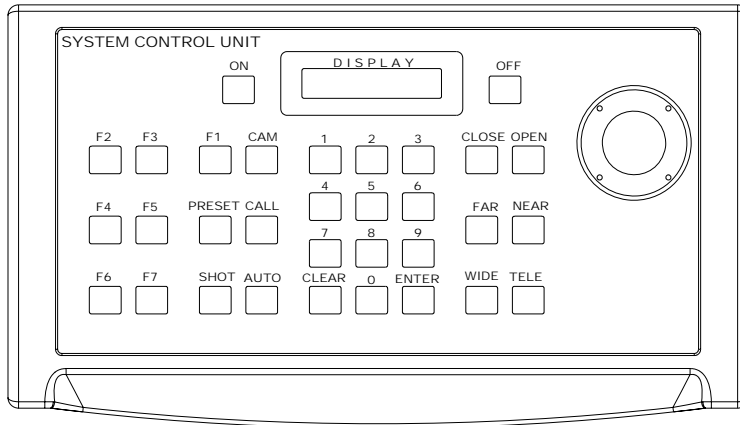 SYSTEM CONTROL UNIT
ON DISPLAY OFF
F2 F3 F1 CAM 1 2 3 CLOSE OPEN
4 5 6
F4 F5 PRESET CALL FAR NEAR
7 8 9
F6 F7 SHOT AUTO CLEAR 0 ENTER WIDE TELE